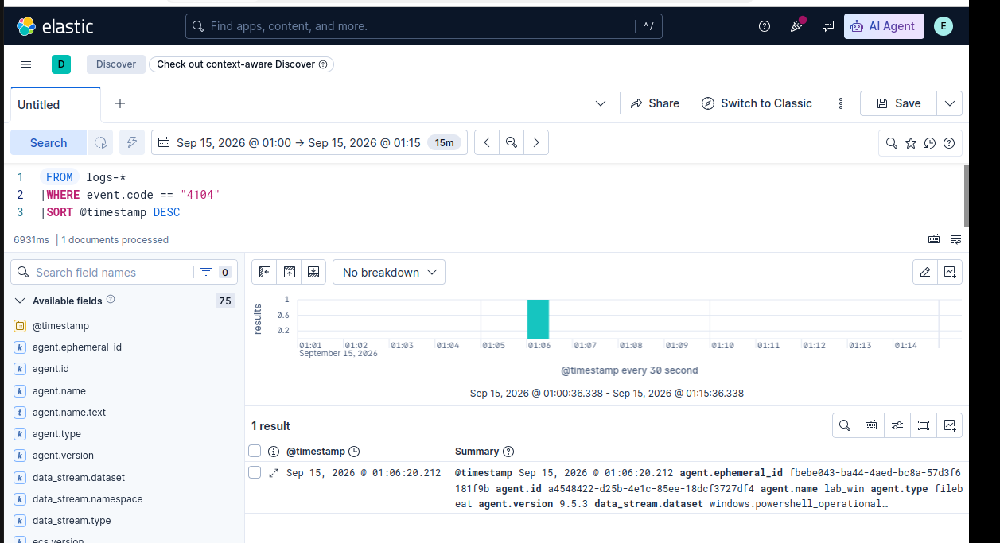 elastic
Find apps, content, and more.
^/
AI Agent
E
D
Discover
Check out context-aware Discover
Untitled
Share
Switch to Classic
Save
Search
Sep 15, 2026 @ 01:00 → Sep 15, 2026 @ 01:15
15m
1 FROM logs-*
2 |WHERE event.code == "4104"
3 |SORT @timestamp DESC
6931ms | 1 documents processed
Search field names
0
No breakdown
Available fields
75
@timestamp
agent.ephemeral_id
agent.id
agent.name
agent.name.text
agent.type
agent.version
data_stream.dataset
data_stream.namespace
data_stream.type
ecs.version
results
1
0.6
0.2
01:01 01:02 01:03 01:04 01:05 01:06 01:07 01:08 01:09 01:10 01:11 01:12 01:13 01:14
September 15, 2026
@timestamp every 30 second
Sep 15, 2026 @ 01:00:36.338 - Sep 15, 2026 @ 01:15:36.338
1 result
@timestamp
Summary
Sep 15, 2026 @ 01:06:20.212
@timestamp Sep 15, 2026 @ 01:06:20.212 agent.ephemeral_id fbebe043-ba44-4aed-bc8a-57d3f6
181f9b agent.id a4548422-d25b-4e1c-85ee-18dcf3727df4 agent.name lab_win agent.type fileb
eat agent.version 9.5.3 data_stream.dataset windows.powershell_operational…